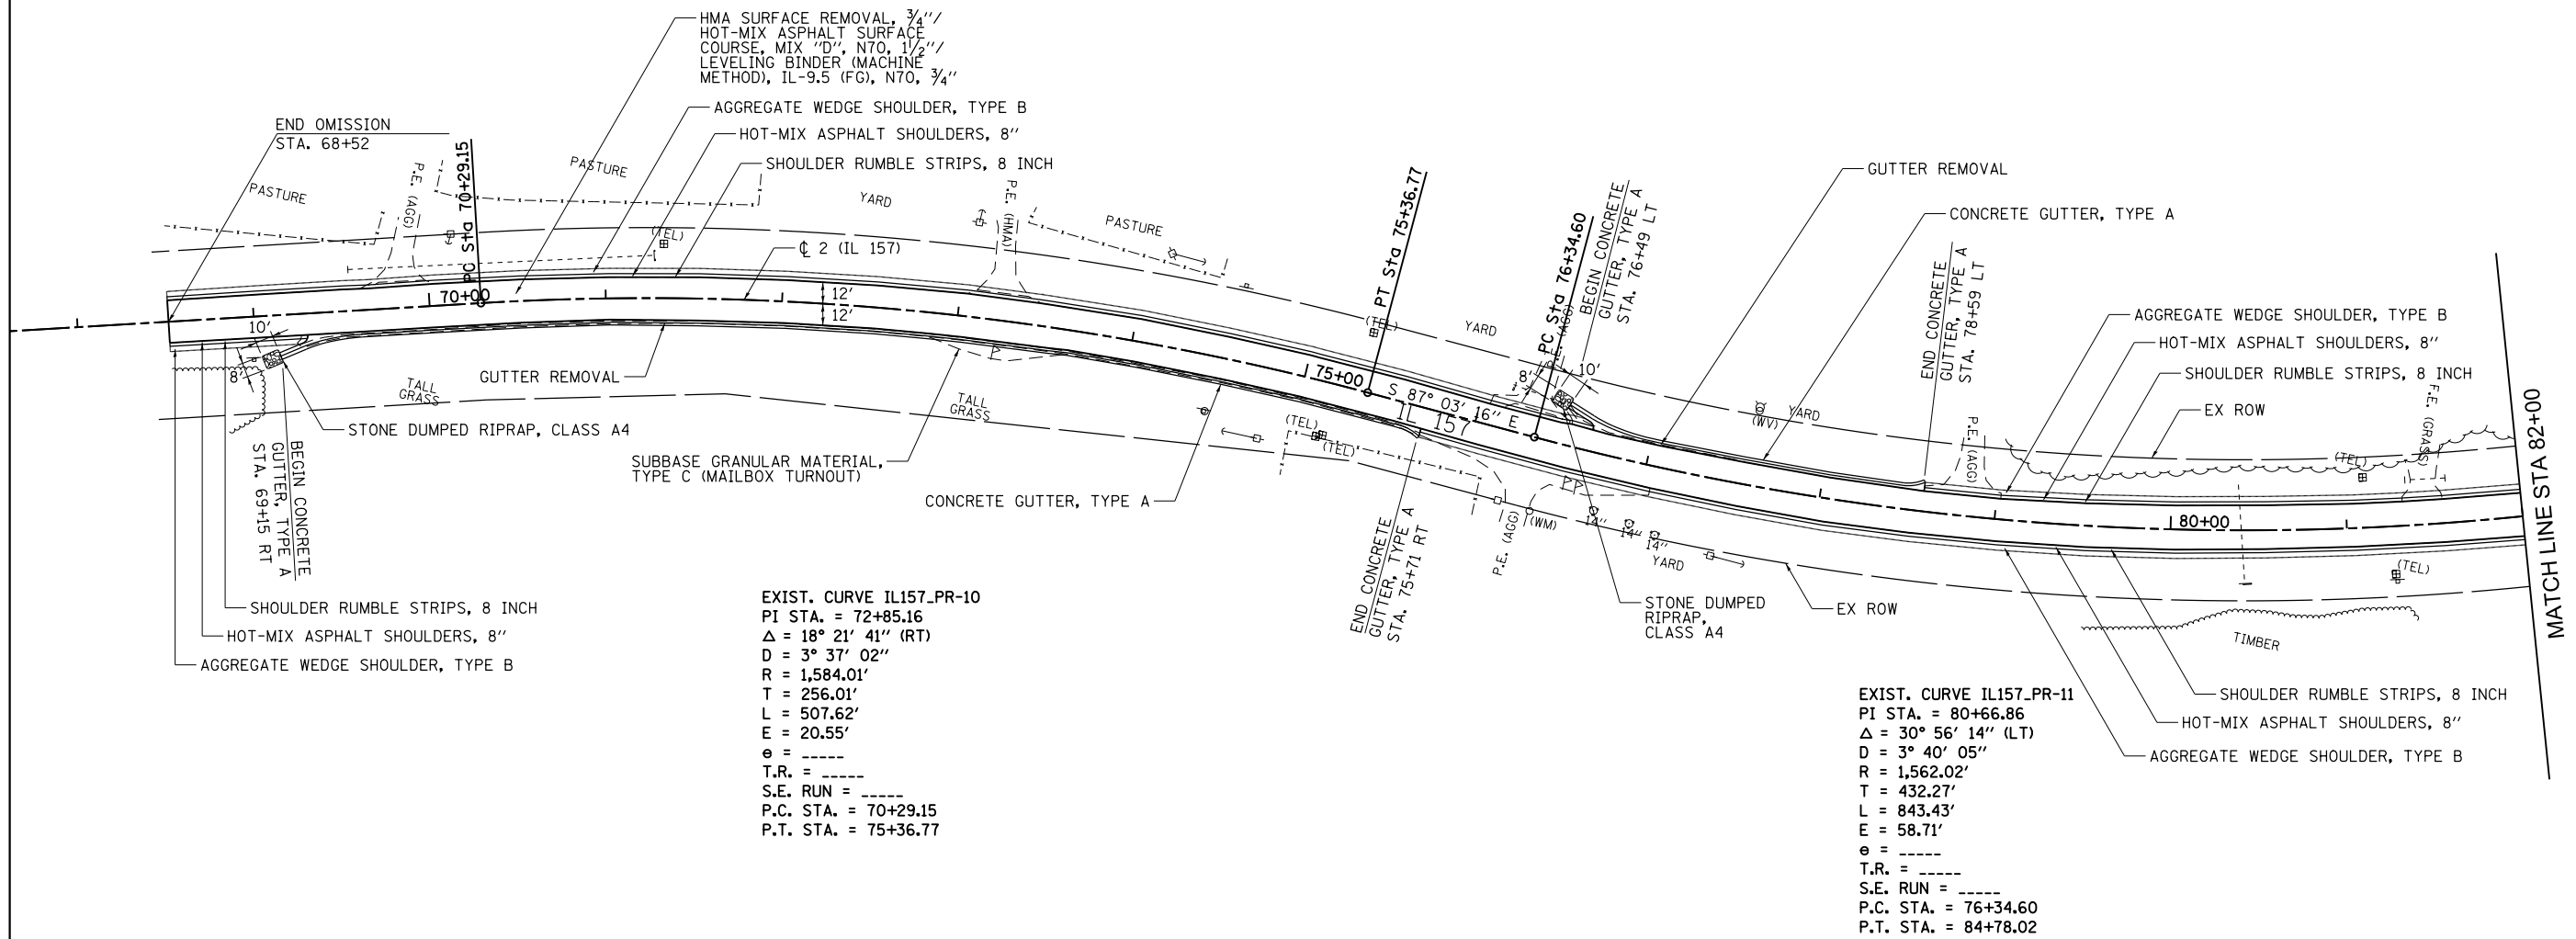 HMA SURFACE REMOVAL, 3/4"/
HOT-MIX ASPHALT SURFACE
COURSE, MIX "D", N70, 1 1/2"/
LEVELING BINDER (MACHINE
METHOD), IL-9.5 (FG), N70, 3/4"
AGGREGATE WEDGE SHOULDER, TYPE B
HOT-MIX ASPHALT SHOULDERS, 8"
SHOULDER RUMBLE STRIPS, 8 INCH
END OMISSION
STA. 68+52
PASTURE
P.E. (AGG)
PC Sta 70+29.15
PASTURE
(TEL)
YARD
℄ 2 (IL 157)
P.E. (HMA)
PASTURE
(TEL)
PT Sta 75+36.77
YARD
PC Sta 76+34.60
P.E. (AGG)
BEGIN CONCRETE
GUTTER, TYPE A
STA. 76+49 LT
GUTTER REMOVAL
CONCRETE GUTTER, TYPE A
END CONCRETE
GUTTER, TYPE A
STA. 78+59 LT
AGGREGATE WEDGE SHOULDER, TYPE B
HOT-MIX ASPHALT SHOULDERS, 8"
SHOULDER RUMBLE STRIPS, 8 INCH
EX ROW
MATCH LINE STA 82+00
70+00
12'
12'
10'
8'
75+00
S 87° 03' 16" E
IL 157
8'
10'
(WV)
YARD
P.E. (AGG)
(TEL)
F.E. (GRASS)
80+00
GUTTER REMOVAL
TALL
GRASS
TALL
GRASS
STONE DUMPED RIPRAP, CLASS A4
BEGIN CONCRETE
GUTTER, TYPE A
STA. 69+15 RT
SUBBASE GRANULAR MATERIAL,
TYPE C (MAILBOX TURNOUT)
CONCRETE GUTTER, TYPE A
(TEL)
(TEL)
END CONCRETE
GUTTER, TYPE A
STA. 75+71 RT
P.E. (AGG)
(WM)
14"
14"
14"
YARD
STONE DUMPED
RIPRAP,
CLASS A4
EX ROW
(TEL)
TIMBER
SHOULDER RUMBLE STRIPS, 8 INCH
HOT-MIX ASPHALT SHOULDERS, 8"
AGGREGATE WEDGE SHOULDER, TYPE B
EXIST. CURVE IL157_PR-10
PI STA. = 72+85.16
Δ = 18° 21' 41" (RT)
D = 3° 37' 02"
R = 1,584.01'
T = 256.01'
L = 507.62'
E = 20.55'
e = _____
T.R. = _____
S.E. RUN = _____
P.C. STA. = 70+29.15
P.T. STA. = 75+36.77
EXIST. CURVE IL157_PR-11
PI STA. = 80+66.86
Δ = 30° 56' 14" (LT)
D = 3° 40' 05"
R = 1,562.02'
T = 432.27'
L = 843.43'
E = 58.71'
e = _____
T.R. = _____
S.E. RUN = _____
P.C. STA. = 76+34.60
P.T. STA. = 84+78.02
SHOULDER RUMBLE STRIPS, 8 INCH
HOT-MIX ASPHALT SHOULDERS, 8"
AGGREGATE WEDGE SHOULDER, TYPE B